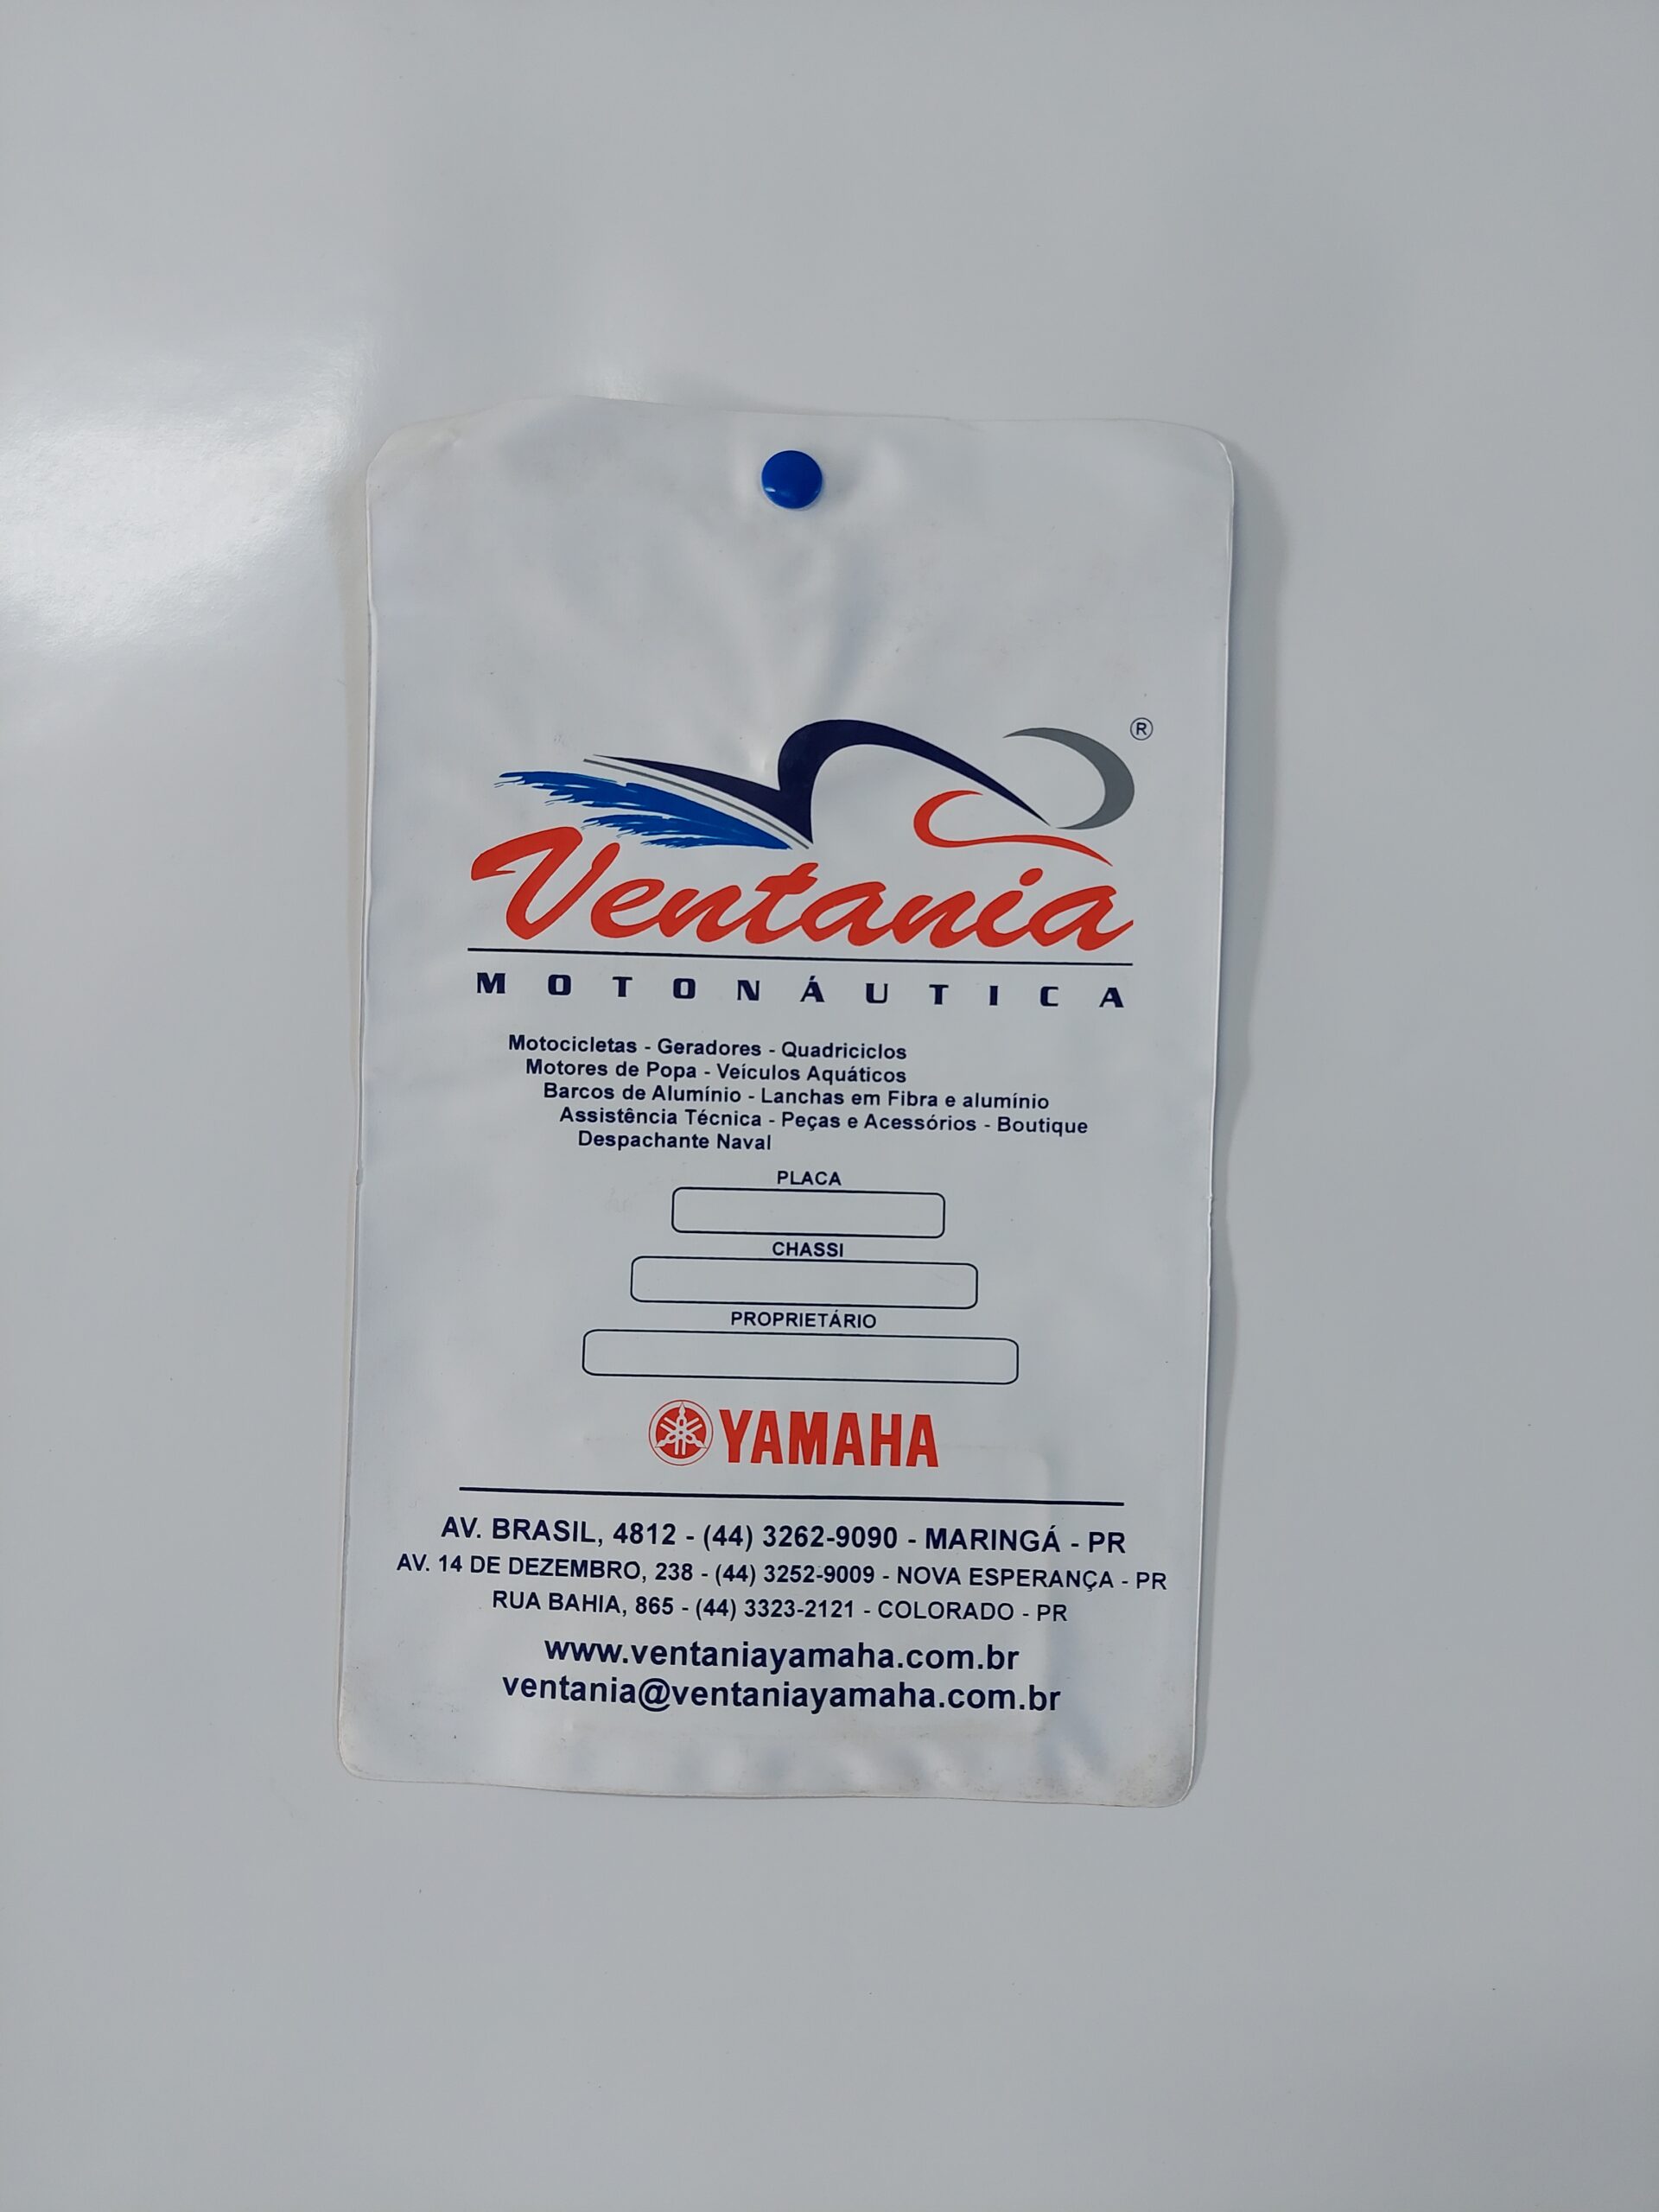 ®
Ventania
MOTONÁUTICA
Motocicletas - Geradores - Quadriciclos
Motores de Popa - Veículos Aquáticos
Barcos de Alumínio - Lanchas em Fibra e alumínio
Assistência Técnica - Peças e Acessórios - Boutique
Despachante Naval
PLACA
CHASSI
PROPRIETÁRIO
YAMAHA
AV. BRASIL, 4812 - (44) 3262-9090 - MARINGÁ - PR
AV. 14 DE DEZEMBRO, 238 - (44) 3252-9009 - NOVA ESPERANÇA - PR
RUA BAHIA, 865 - (44) 3323-2121 - COLORADO - PR
www.ventaniayamaha.com.br
ventania@ventaniayamaha.com.br